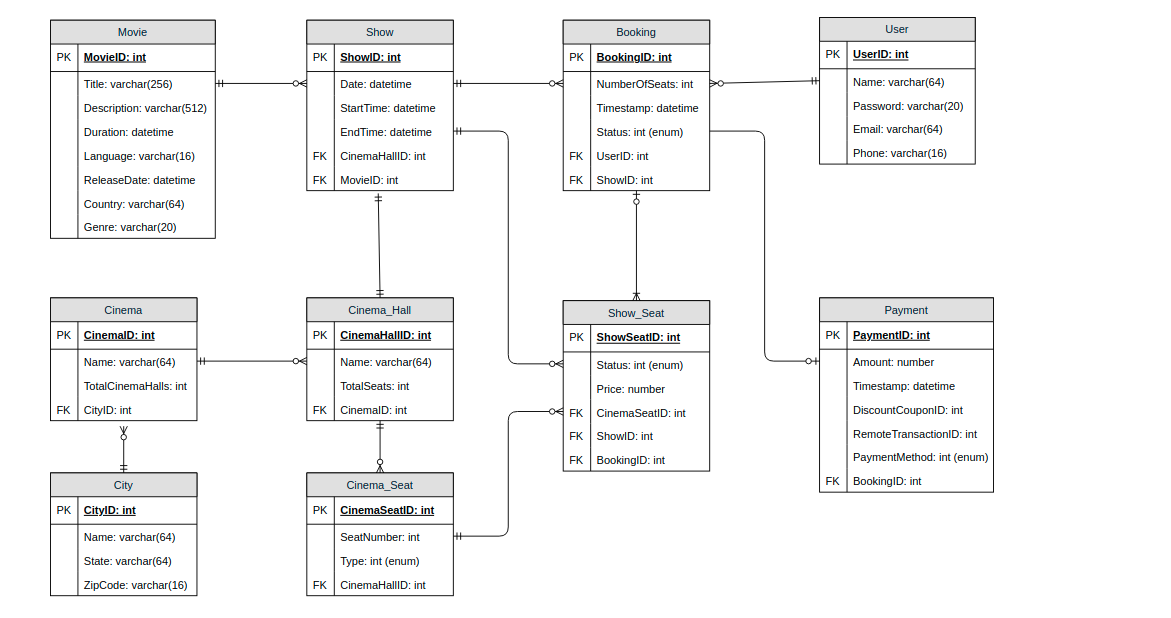 Movie
PK MovieID: int
Title: varchar(256)
Description: varchar(512)
Duration: datetime
Language: varchar(16)
ReleaseDate: datetime
Country: varchar(64)
Genre: varchar(20)
Show
PK ShowID: int
Date: datetime
StartTime: datetime
EndTime: datetime
FK CinemaHallID: int
FK MovieID: int
Booking
PK BookingID: int
NumberOfSeats: int
Timestamp: datetime
Status: int (enum)
FK UserID: int
FK ShowID: int
User
PK UserID: int
Name: varchar(64)
Password: varchar(20)
Email: varchar(64)
Phone: varchar(16)
Cinema
PK CinemaID: int
Name: varchar(64)
TotalCinemaHalls: int
FK CityID: int
Cinema_Hall
PK CinemaHallID: int
Name: varchar(64)
TotalSeats: int
FK CinemaID: int
Show_Seat
PK ShowSeatID: int
Status: int (enum)
Price: number
FK CinemaSeatID: int
FK ShowID: int
FK BookingID: int
Payment
PK PaymentID: int
Amount: number
Timestamp: datetime
DiscountCouponID: int
RemoteTransactionID: int
PaymentMethod: int (enum)
FK BookingID: int
City
PK CityID: int
Name: varchar(64)
State: varchar(64)
ZipCode: varchar(16)
Cinema_Seat
PK CinemaSeatID: int
SeatNumber: int
Type: int (enum)
FK CinemaHallID: int